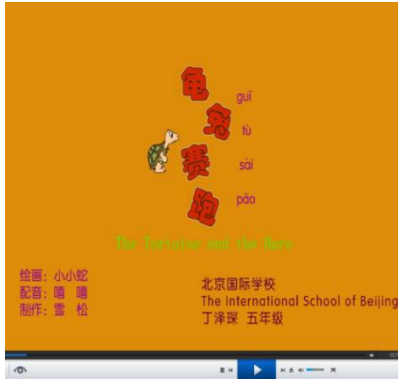 龟 guī
兔 tù
赛 sài
跑 pǎo
The Tortoise and the Hare
绘画：小小蛇
配音：嘻 嘻
制作：雪 松
北京国际学校
The International School of Beijing
丁泽琛 五年级